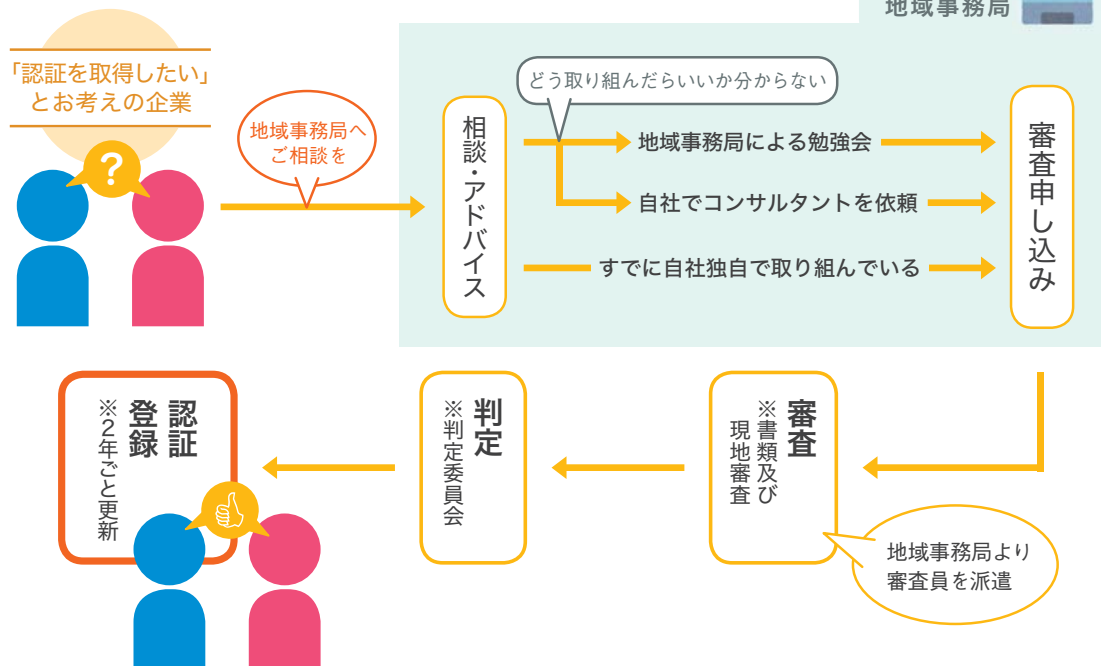 地域事務局
「認証を取得したい」
とお考えの企業
?
地域事務局へ
ご相談を
相談・アドバイス
どう取り組んだらいいか分からない
地域事務局による勉強会
自社でコンサルタントを依頼
すでに自社独自で取り組んでいる
審査申し込み
審査
※書類及び
現地審査
地域事務局より
審査員を派遣
判定
※判定委員会
認証
登録
※2年ごと更新